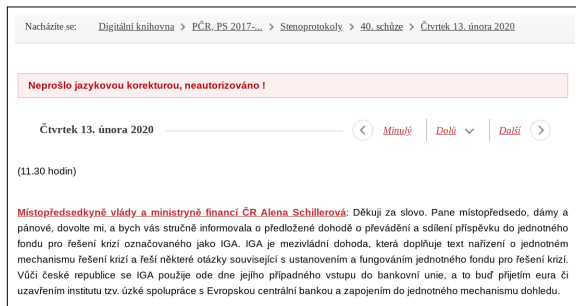 Nacházíte se: Digitální knihovna > PČR, PS 2017-... > Stenoprotokoly > 40. schůze > Čtvrtek 13. února 2020
Neprošlo jazykovou korekturou, neautorizováno !
Čtvrtek 13. února 2020 Minulý Dolů Další
(11.30 hodin)
Místopředsedkyně vlády a ministryně financí ČR Alena Schillerová: Děkuji za slovo. Pane místopředsedo, dámy a
pánové, dovolte mi, a bych vás stručně informovala o předložené dohodě o převádění a sdílení příspěvku do jednotného
fondu pro řešení krizí označovaného jako IGA. IGA je mezivládní dohoda, která doplňuje text nařízení o jednotném
mechanismu řešení krizí a řeší některé otázky související s ustanovením a fungováním jednotného fondu pro řešení krizí.
Vůči české republice se IGA použije ode dne jejího případného vstupu do bankovní unie, a to buď přijetím eura či
uzavřením institutu tzv. úzké spolupráce s Evropskou centrální bankou a zapojením do jednotného mechanismu dohledu.